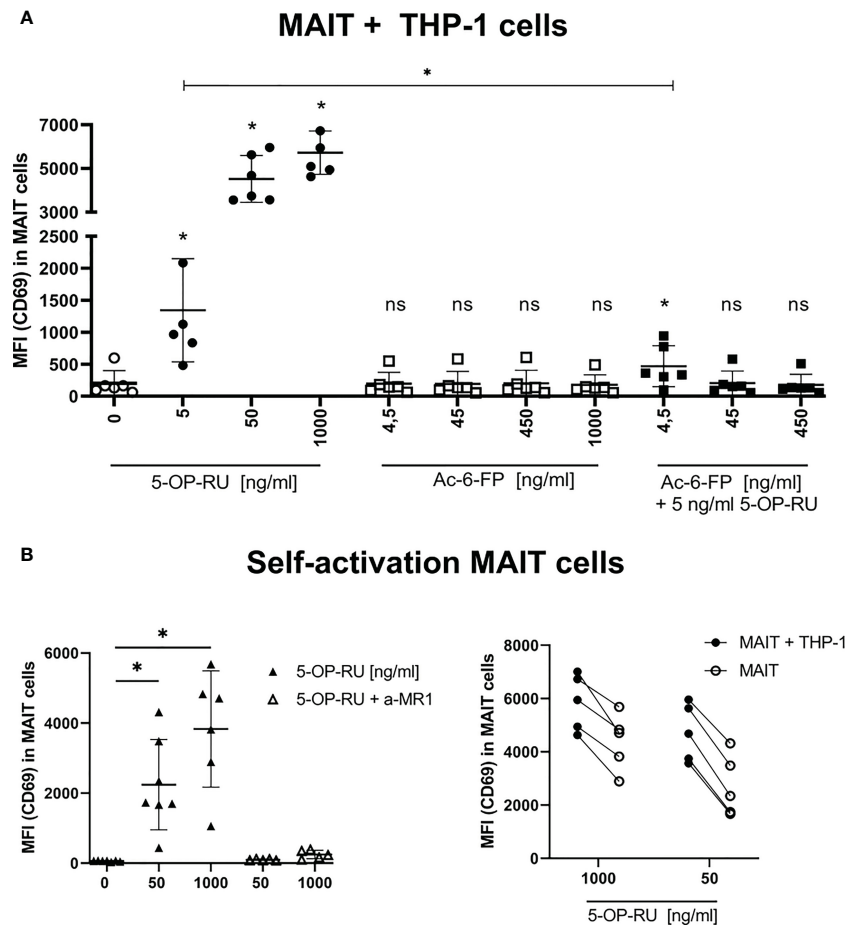 A
MAIT + THP-1 cells
*
MFI (CD69) in MAIT cells
7000
5000
3000
2500
2000
1500
1000
500
0
*
*
*
ns
ns
ns
ns
*
ns
ns
0
5
50
1000
4,5
45
450
1000
4,5
45
450
5-OP-RU [ng/ml]
Ac-6-FP [ng/ml]
Ac-6-FP [ng/ml]
+ 5 ng/ml 5-OP-RU
B
Self-activation MAIT cells
MFI (CD69) in MAIT cells
6000
4000
2000
0
*
*
5-OP-RU [ng/ml]
5-OP-RU + a-MR1
0
50
1000
50
1000
MFI (CD69) in MAIT cells
8000
6000
4000
2000
0
MAIT + THP-1
MAIT
1000
50
5-OP-RU [ng/ml]